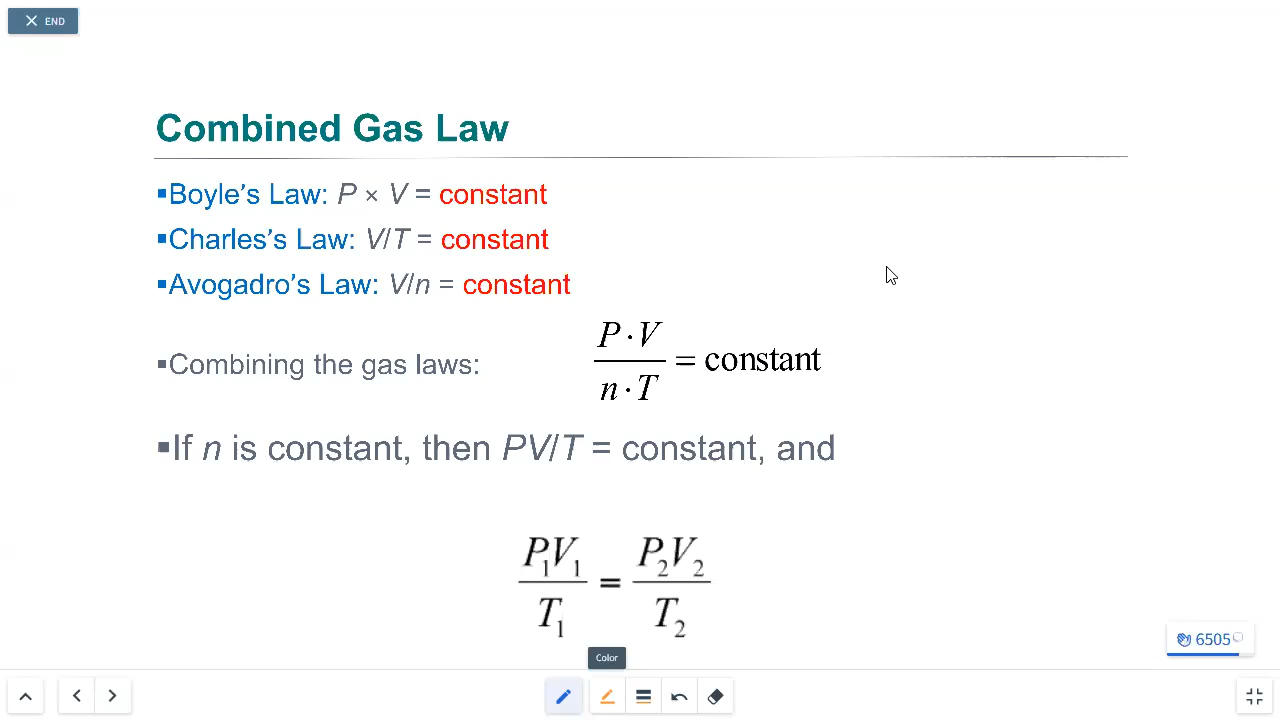 END
Combined Gas Law
▪Boyle's Law: P × V = constant
▪Charles's Law: V/T = constant
▪Avogadro's Law: V/n = constant
▪Combining the gas laws: P · V / n · T = constant
▪If n is constant, then PV/T = constant, and
P₁V₁ / T₁ = P₂V₂ / T₂
6505
Color